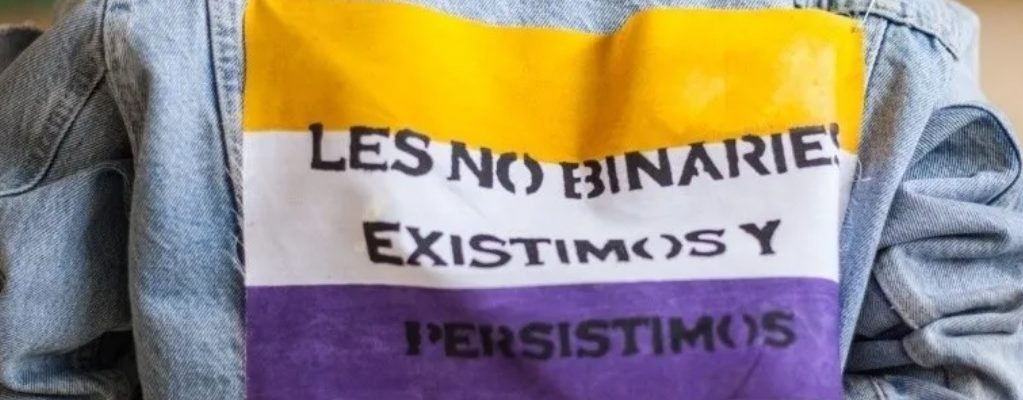 LES NO BINARIES
EXISTIMOS Y
PERSISTIMOS